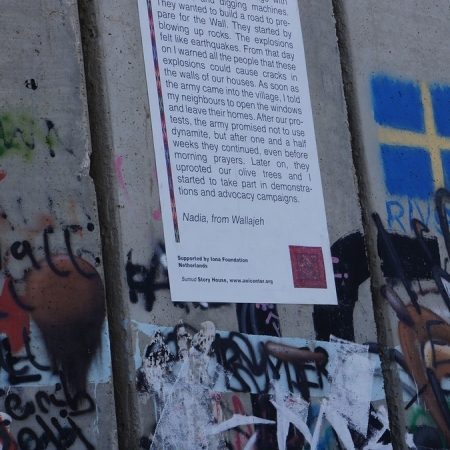 and digging machines.
They wanted to build a road to pre-
pare for the Wall. They started by
blowing up rocks. The explosions
felt like earthquakes. From that day
on I warned all the people that these
explosions could cause cracks in
the walls of our houses. As soon as
the army came into the village, I told
my neighbours to open the windows
and leave their homes. After our pro-
tests, the army promised not to use
dynamite, but after one and a half
weeks they continued, even before
morning prayers. Later on, they
uprooted our olive trees and I
started to take part in demonstra-
tions and advocacy campaigns.
Nadia, from Wallajeh
Supported by Iona Foundation
Netherlands
Sumud Story House, www.aeicenter.org